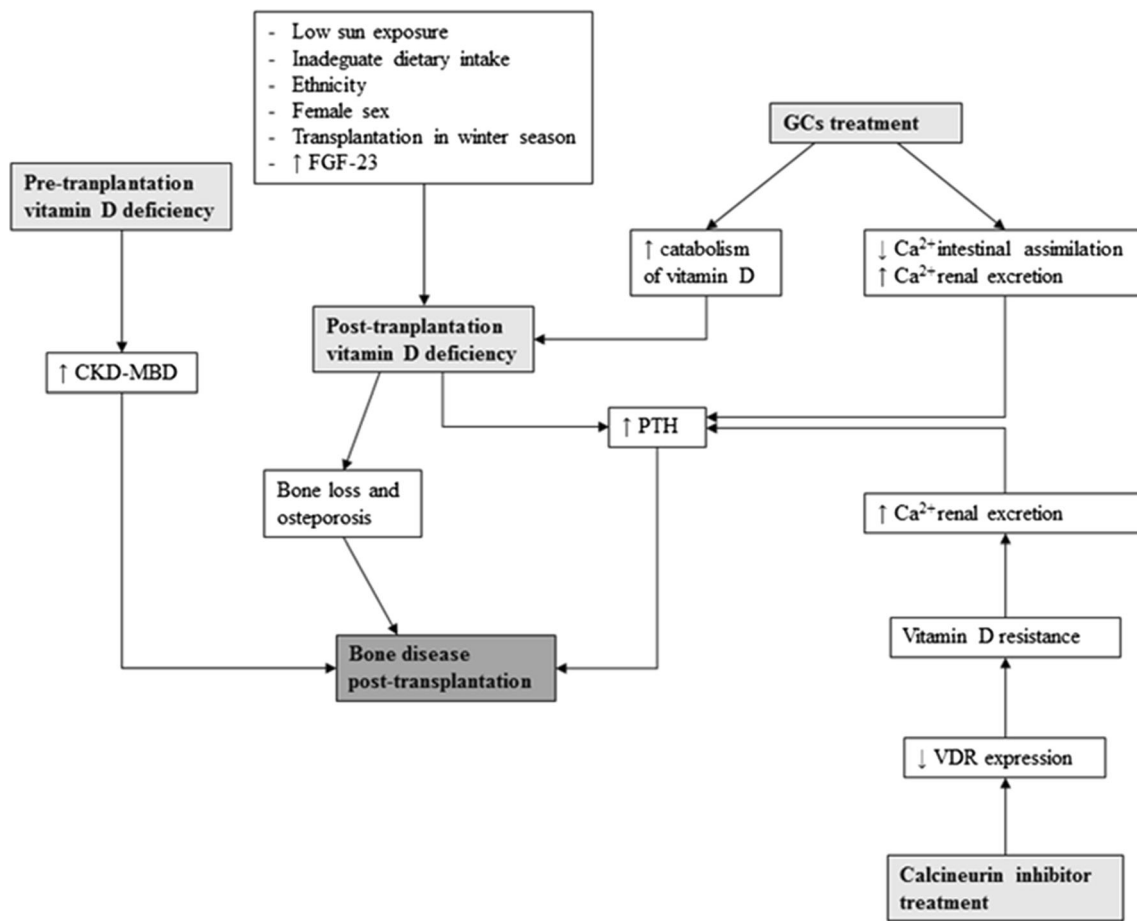 - Low sun exposure
- Inadeguate dietary intake
- Ethnicity
- Female sex
- Transplantation in winter season
- ↑ FGF-23
GCs treatment
Pre-tranplantation
vitamin D deficiency
↑ catabolism
of vitamin D
↓ Ca²⁺intestinal assimilation
↑ Ca²⁺renal excretion
Post-tranplantation
vitamin D deficiency
↑ CKD-MBD
↑ PTH
Bone loss and
osteporosis
↑ Ca²⁺renal excretion
Vitamin D resistance
Bone disease
post-transplantation
↓ VDR expression
Calcineurin inhibitor
treatment